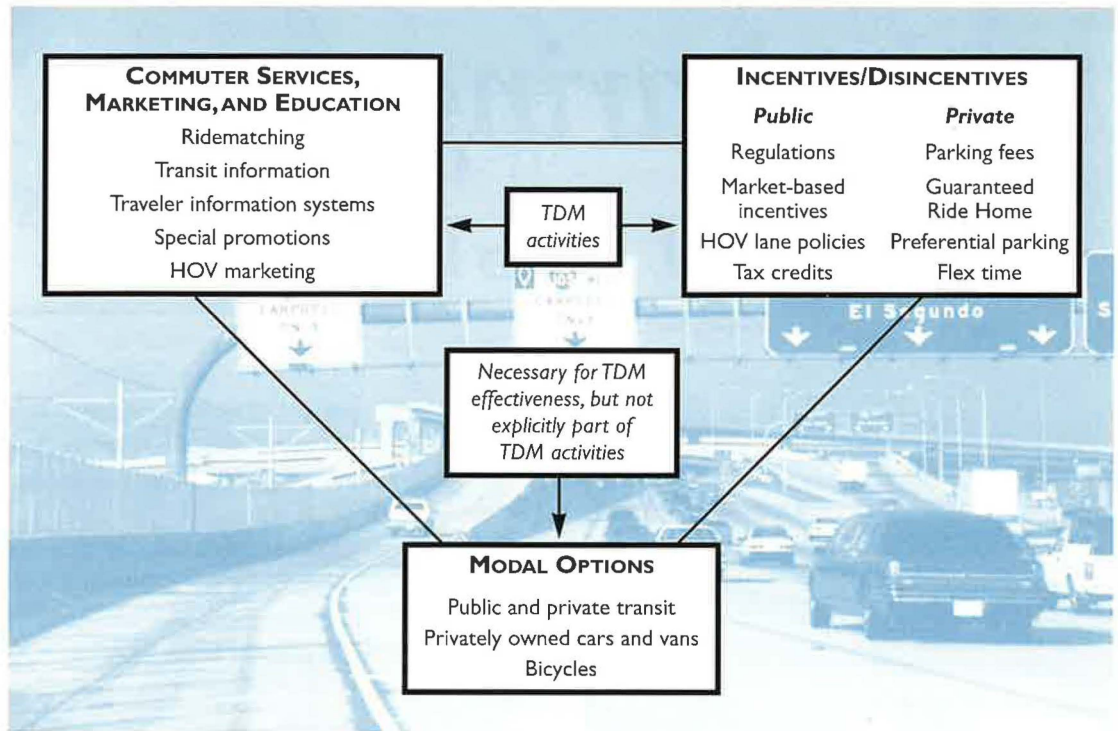 COMMUTER SERVICES,
MARKETING, AND EDUCATION
Ridematching
Transit information
Traveler information systems
Special promotions
HOV marketing
INCENTIVES/DISINCENTIVES
Public
Private
Regulations
Parking fees
Market-based
incentives
Guaranteed
Ride Home
HOV lane policies
Preferential parking
Tax credits
Flex time
TDM
activities
El Segundo
Necessary for TDM
effectiveness, but not
explicitly part of
TDM activities
MODAL OPTIONS
Public and private transit
Privately owned cars and vans
Bicycles